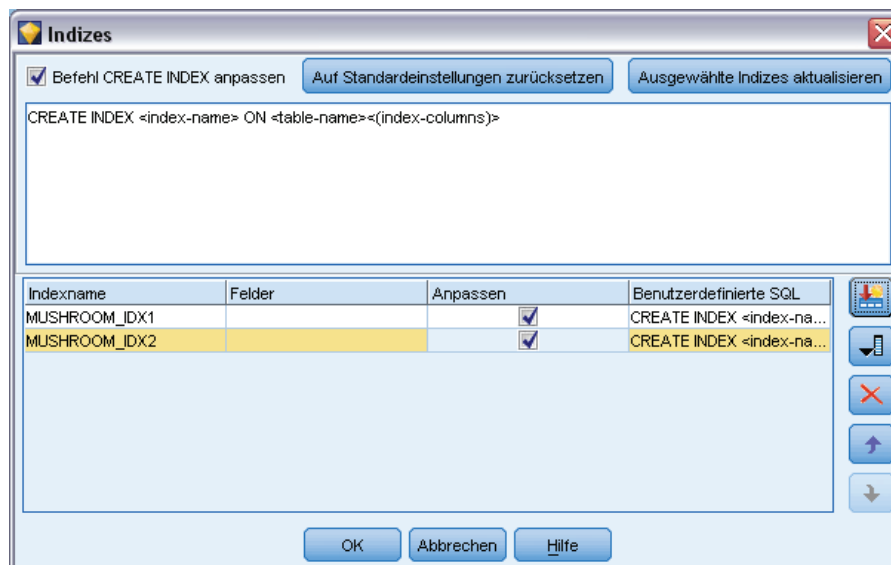 Indizes
Befehl CREATE INDEX anpassen Auf Standardeinstellungen zurücksetzen Ausgewählte Indizes aktualisieren
CREATE INDEX <index-name> ON <table-name><(index-columns)>
Indexname Felder Anpassen Benutzerdefinierte SQL
MUSHROOM_IDX1 CREATE INDEX <index-na...
MUSHROOM_IDX2 CREATE INDEX <index-na...
OK Abbrechen Hilfe